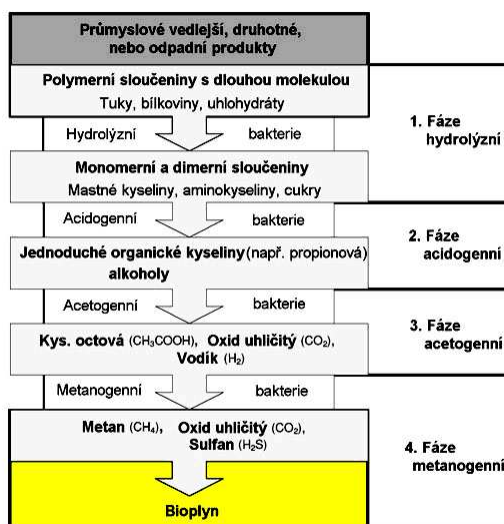 Průmyslové vedlejší, druhotné,
nebo odpadní produkty
Polymerní sloučeniny s dlouhou molekulou
Tuky, bílkoviny, uhlohydráty
Hydrolýzní bakterie
1. Fáze
hydrolýzní
Monomerní a dimerní sloučeniny
Mastné kyseliny, aminokyseliny, cukry
Acidogenní bakterie
2. Fáze
acidogenní
Jednoduché organické kyseliny(např. propionová)
alkoholy
Acetogenní bakterie
3. Fáze
acetogenní
Kys. octová (CH₃COOH), Oxid uhličitý (CO₂),
Vodík (H₂)
Metanogenní bakterie
Metan (CH₄), Oxid uhličitý (CO₂),
Sulfan (H₂S)
4. Fáze
metanogenní
Bioplyn